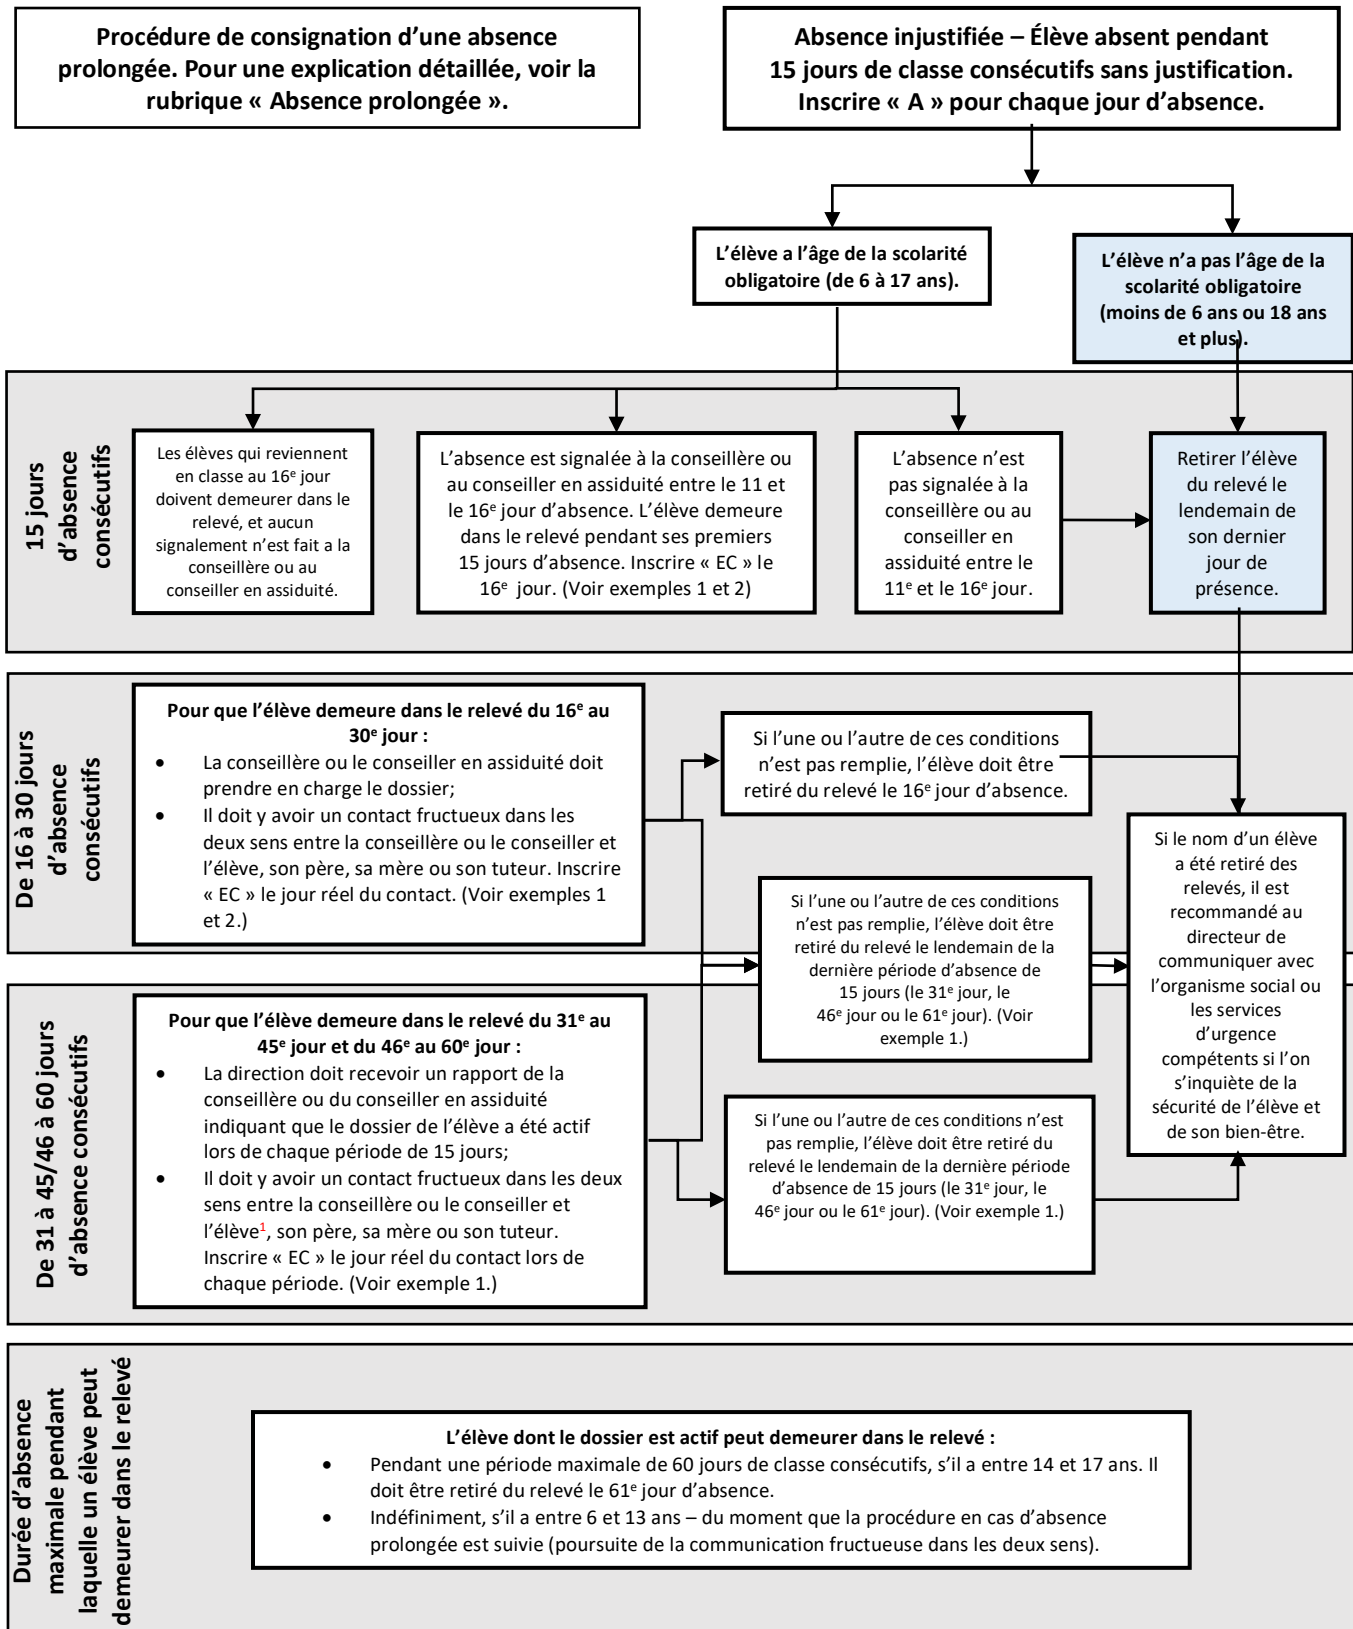 Procédure de consignation d’une absence
prolongée. Pour une explication détaillée, voir la
rubrique « Absence prolongée ».
Absence injustifiée – Élève absent pendant
15 jours de classe consécutifs sans justification.
Inscrire « A » pour chaque jour d’absence.
L’élève a l’âge de la scolarité
obligatoire (de 6 à 17 ans).
L’élève n’a pas l’âge de la
scolarité obligatoire
(moins de 6 ans ou 18 ans
et plus).
15 jours
d’absence
consécutifs
Les élèves qui reviennent
en classe au 16e jour
doivent demeurer dans le
relevé, et aucun
signalement n’est fait a la
conseillère ou au
conseiller en assiduité.
L’absence est signalée à la conseillère ou
au conseiller en assiduité entre le 11 et
le 16e jour d’absence. L’élève demeure
dans le relevé pendant ses premiers
15 jours d’absence. Inscrire « EC » le
16e jour. (Voir exemples 1 et 2)
L’absence n’est
pas signalée à la
conseillère ou au
conseiller en
assiduité entre le
11e et le 16e jour.
Retirer l’élève
du relevé le
lendemain de
son dernier
jour de
présence.
De 16 à 30 jours
d’absence
consécutifs
Pour que l’élève demeure dans le relevé du 16e au
30e jour :
• La conseillère ou le conseiller en assiduité doit
prendre en charge le dossier;
• Il doit y avoir un contact fructueux dans les
deux sens entre la conseillère ou le conseiller et
l’élève, son père, sa mère ou son tuteur. Inscrire
« EC » le jour réel du contact. (Voir exemples 1
et 2.)
Si l’une ou l’autre de ces conditions
n’est pas remplie, l’élève doit être
retiré du relevé le 16e jour d’absence.
Si l’une ou l’autre de ces conditions
n’est pas remplie, l’élève doit être
retiré du relevé le lendemain de la
dernière période d’absence de
15 jours (le 31e jour, le
46e jour ou le 61e jour). (Voir
exemple 1.)
Si le nom d’un élève
a été retiré des
relevés, il est
recommandé au
directeur de
communiquer avec
l’organisme social ou
les services
d’urgence
compétents si l’on
s’inquiète de la
sécurité de l’élève et
de son bien-être.
De 31 à 45/46 à 60 jours
d’absence consécutifs
Pour que l’élève demeure dans le relevé du 31e au
45e jour et du 46e au 60e jour :
• La direction doit recevoir un rapport de la
conseillère ou du conseiller en assiduité
indiquant que le dossier de l’élève a été actif
lors de chaque période de 15 jours;
• Il doit y avoir un contact fructueux dans les deux
sens entre la conseillère ou le conseiller et
l’élève1, son père, sa mère ou son tuteur.
Inscrire « EC » le jour réel du contact lors de
chaque période. (Voir exemple 1.)
Si l’une ou l’autre de ces conditions n’est
pas remplie, l’élève doit être retiré du
relevé le lendemain de la dernière période
d’absence de 15 jours (le 31e jour, le
46e jour ou le 61e jour). (Voir exemple 1.)
Durée d’absence
maximale pendant
laquelle un élève peut
demeurer dans le relevé
L’élève dont le dossier est actif peut demeurer dans le relevé :
• Pendant une période maximale de 60 jours de classe consécutifs, s’il a entre 14 et 17 ans. Il
doit être retiré du relevé le 61e jour d’absence.
• Indéfiniment, s’il a entre 6 et 13 ans – du moment que la procédure en cas d’absence
prolongée est suivie (poursuite de la communication fructueuse dans les deux sens).